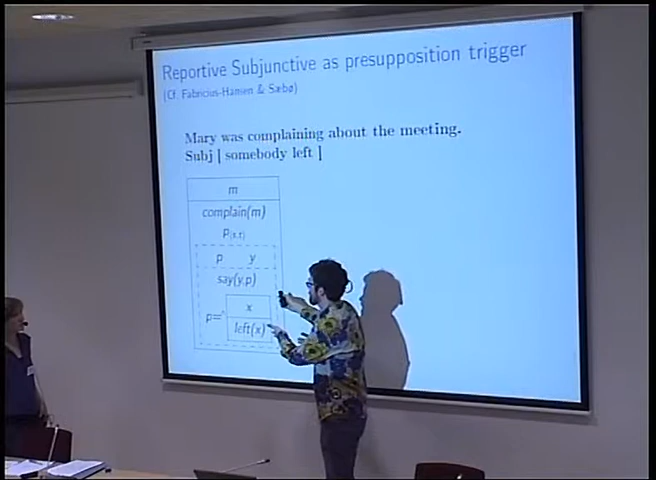 Reportive Subjunctive as presupposition trigger
(Cf. Fabricius-Hansen & Sæbø)
Mary was complaining about the meeting.
Subj [ somebody left ]
m
complain(m)
p⟨s,t⟩
p y
say(y,p)
x
p=^
left(x)